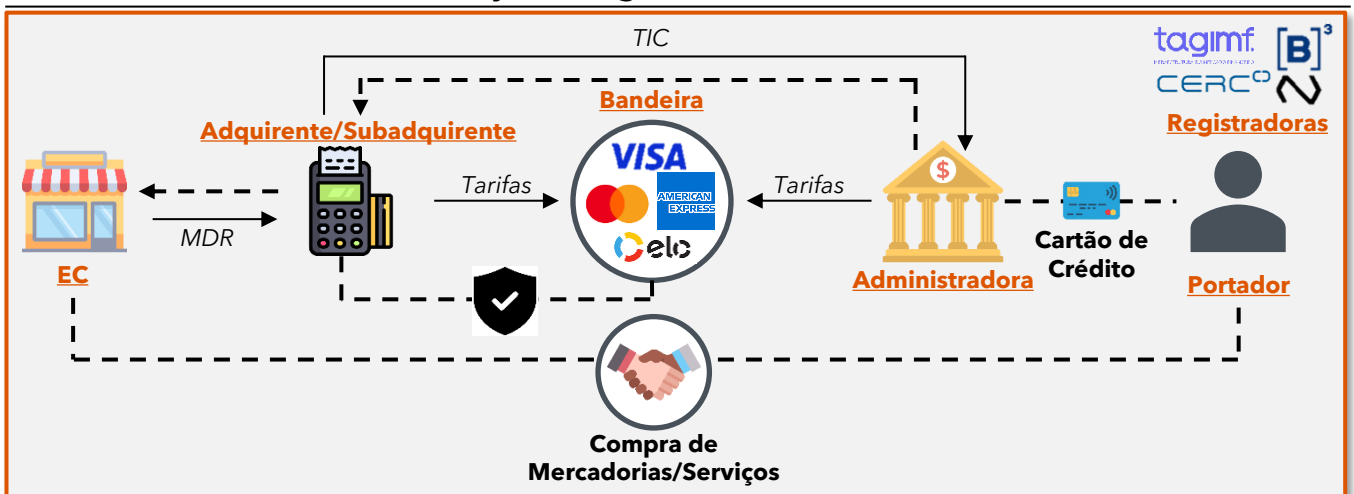 TIC
tagimf.
[B]³
CERC
Bandeira
Registradoras
Adquirente/Subadquirente
VISA
$
Tarifas
AMERICAN
EXPRESS
Tarifas
MDR
elo
Cartão de
Crédito
EC
Administradora
Portador
Compra de
Mercadorias/Serviços